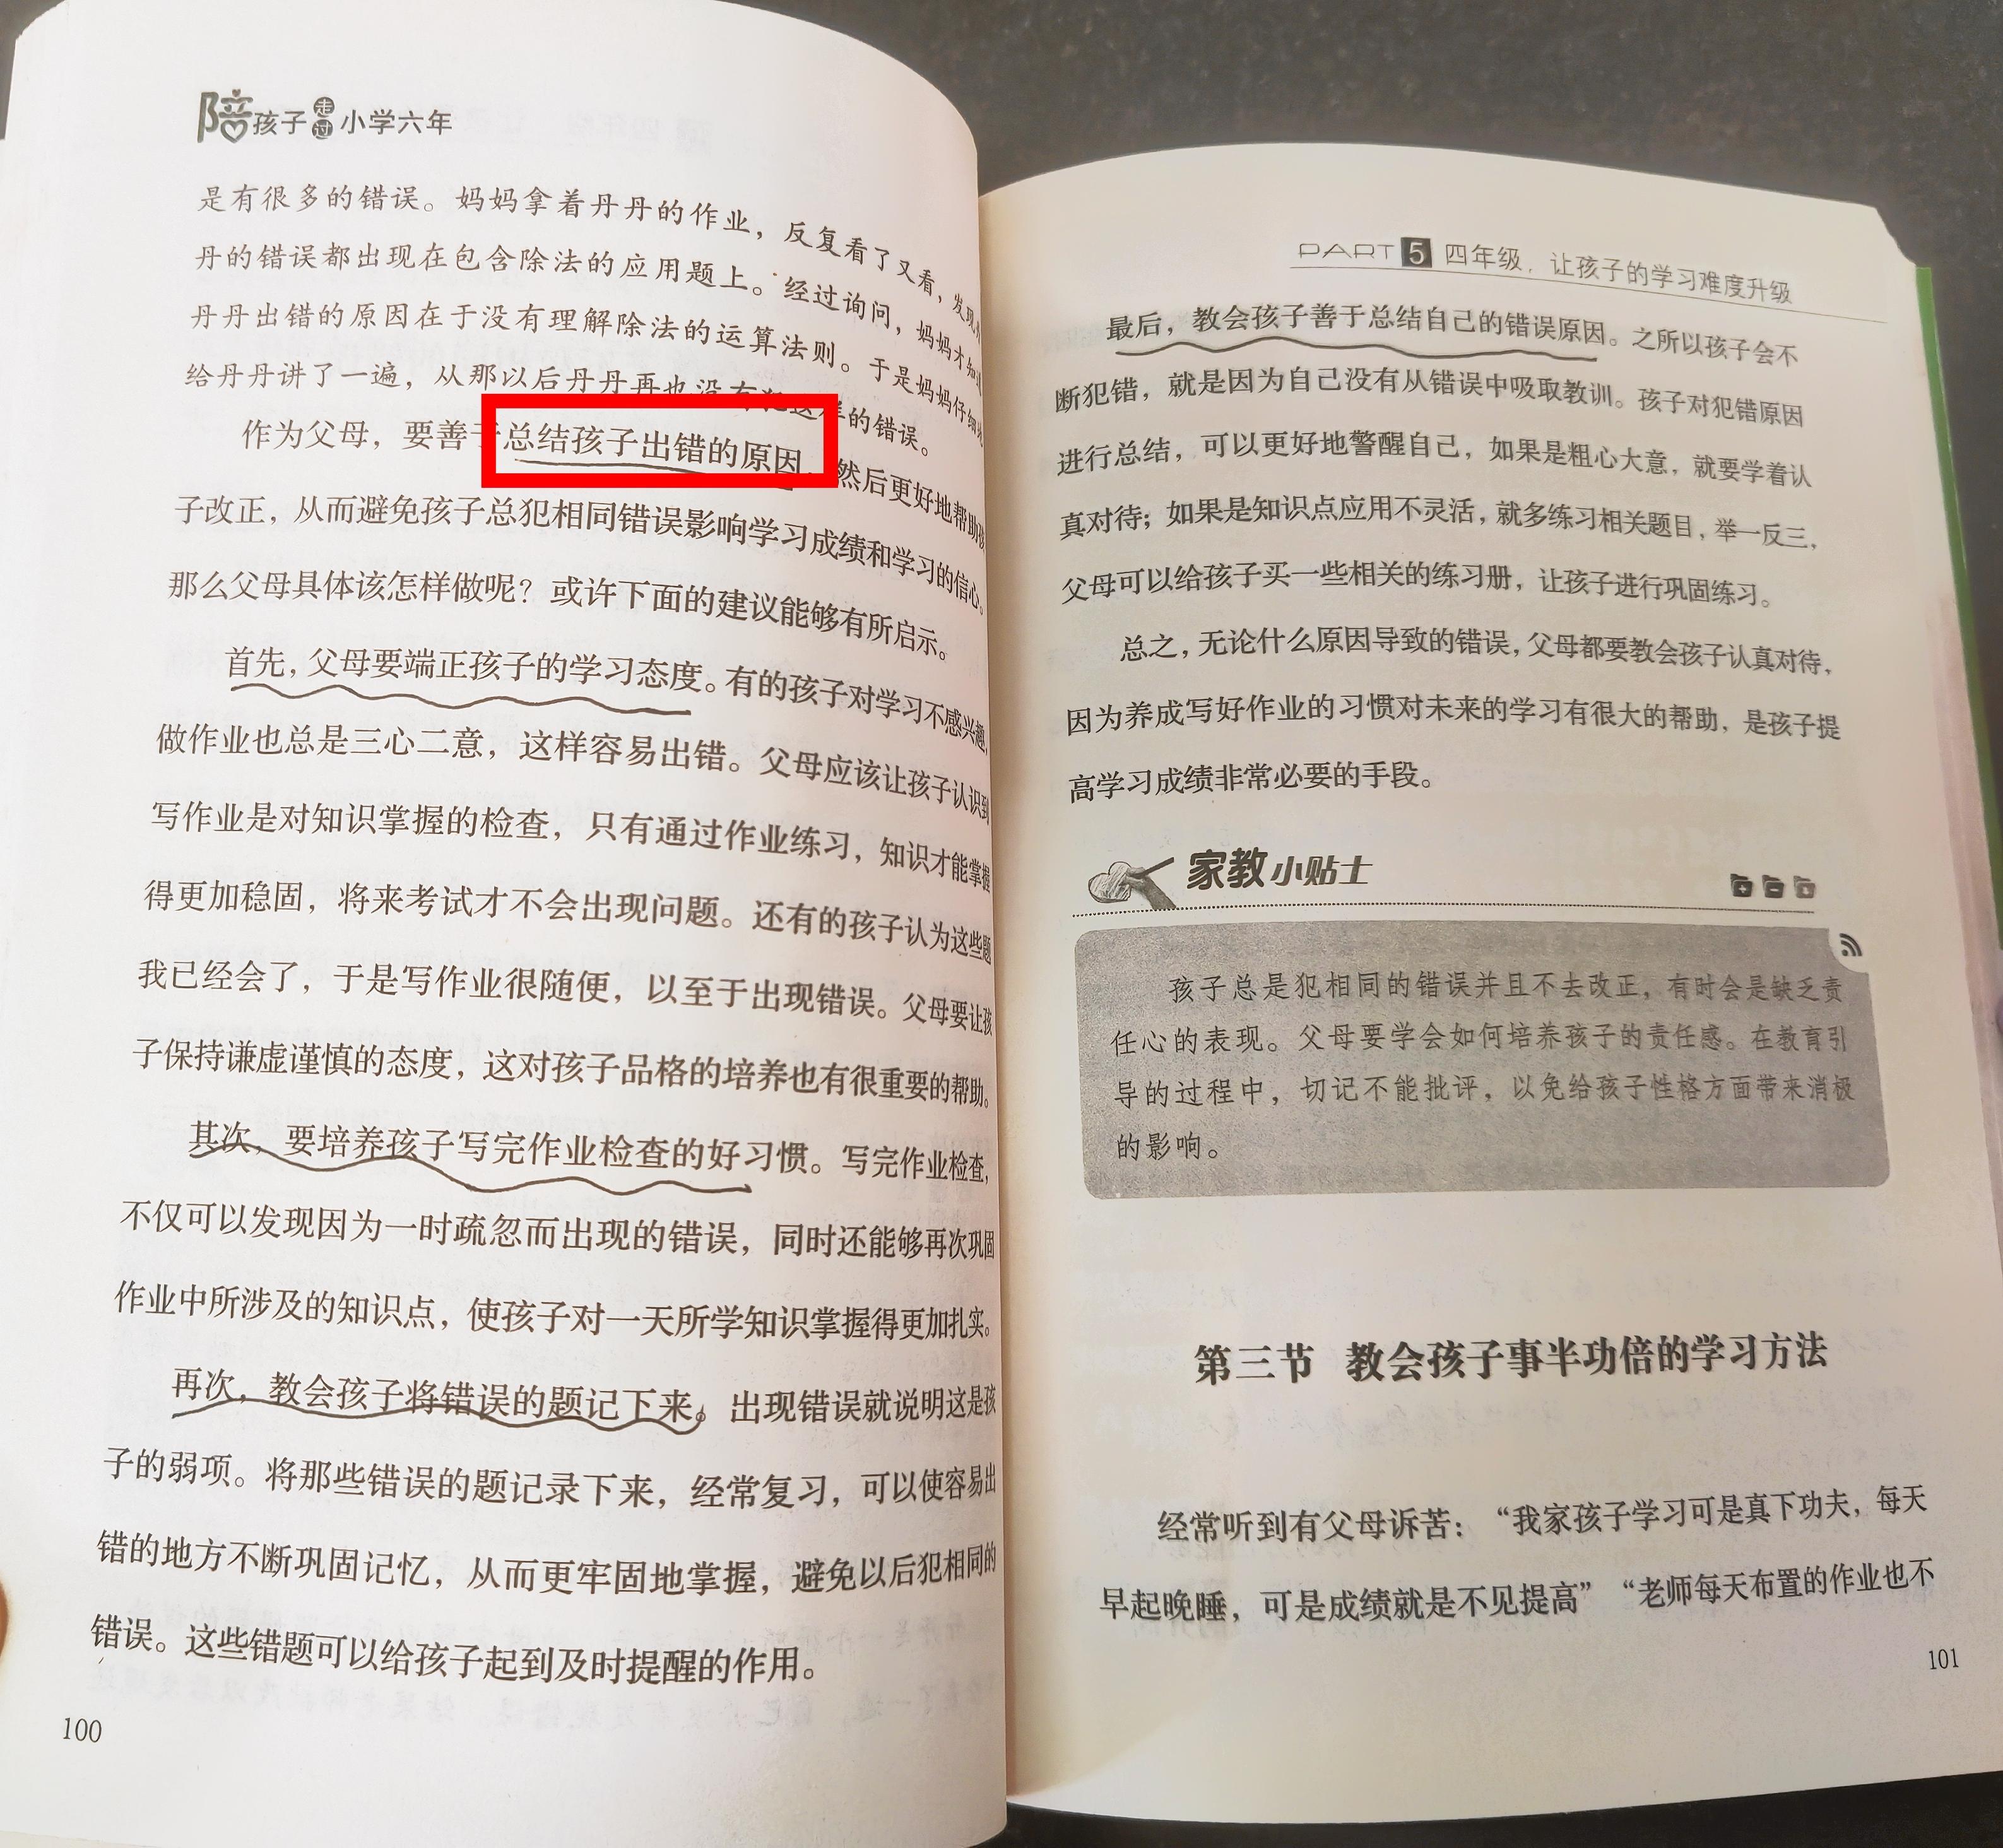 陪孩子走过小学六年
是有很多的错误。妈妈拿着丹丹的作业，反复看了又看，发现
丹的错误都出现在包含除法的应用题上。经过询问，妈妈才知
丹丹出错的原因在于没有理解除法的运算法则。于是妈妈仔细
给丹丹讲了一遍，从那以后丹丹再也没有犯这样的错误。
作为父母，要善于总结孩子出错的原因，然后更好地帮助
子改正，从而避免孩子总犯相同错误影响学习成绩和学习的信心。
那么父母具体该怎样做呢？或许下面的建议能够有所启示。
首先，父母要端正孩子的学习态度。有的孩子对学习不感兴趣，
做作业也总是三心二意，这样容易出错。父母应该让孩子认识到
写作业是对知识掌握的检查，只有通过作业练习，知识才能掌握
得更加稳固，将来考试才不会出现问题。还有的孩子认为这些题
我已经会了，于是写作业很随便，以至于出现错误。父母要让孩
子保持谦虚谨慎的态度，这对孩子品格的培养也有很重要的帮助。
其次，要培养孩子写完作业检查的好习惯。写完作业检查，
不仅可以发现因为一时疏忽而出现的错误，同时还能够再次巩固
作业中所涉及的知识点，使孩子对一天所学知识掌握得更加扎实。
再次，教会孩子将错误的题记下来。出现错误就说明这是孩
子的弱项。将那些错误的题记录下来，经常复习，可以使容易出
错的地方不断巩固记忆，从而更牢固地掌握，避免以后犯相同的
错误。这些错题可以给孩子起到及时提醒的作用。
100
PART 5 四年级，让孩子的学习难度升级
最后，教会孩子善于总结自己的错误原因。之所以孩子会不
断犯错，就是因为自己没有从错误中吸取教训。孩子对犯错原因
进行总结，可以更好地警醒自己，如果是粗心大意，就要学着认
真对待；如果是知识点应用不灵活，就多练习相关题目，举一反三，
父母可以给孩子买一些相关的练习册，让孩子进行巩固练习。
总之，无论什么原因导致的错误，父母都要教会孩子认真对待，
因为养成写好作业的习惯对未来的学习有很大的帮助，是孩子提
高学习成绩非常必要的手段。
家教小贴士
孩子总是犯相同的错误并且不去改正，有时会是缺乏责
任心的表现。父母要学会如何培养孩子的责任感。在教育引
导的过程中，切记不能批评，以免给孩子性格方面带来消极
的影响。
第三节 教会孩子事半功倍的学习方法
经常听到有父母诉苦：“我家孩子学习可是真下功夫，每天
早起晚睡，可是成绩就是不见提高”“老师每天布置的作业也不
101